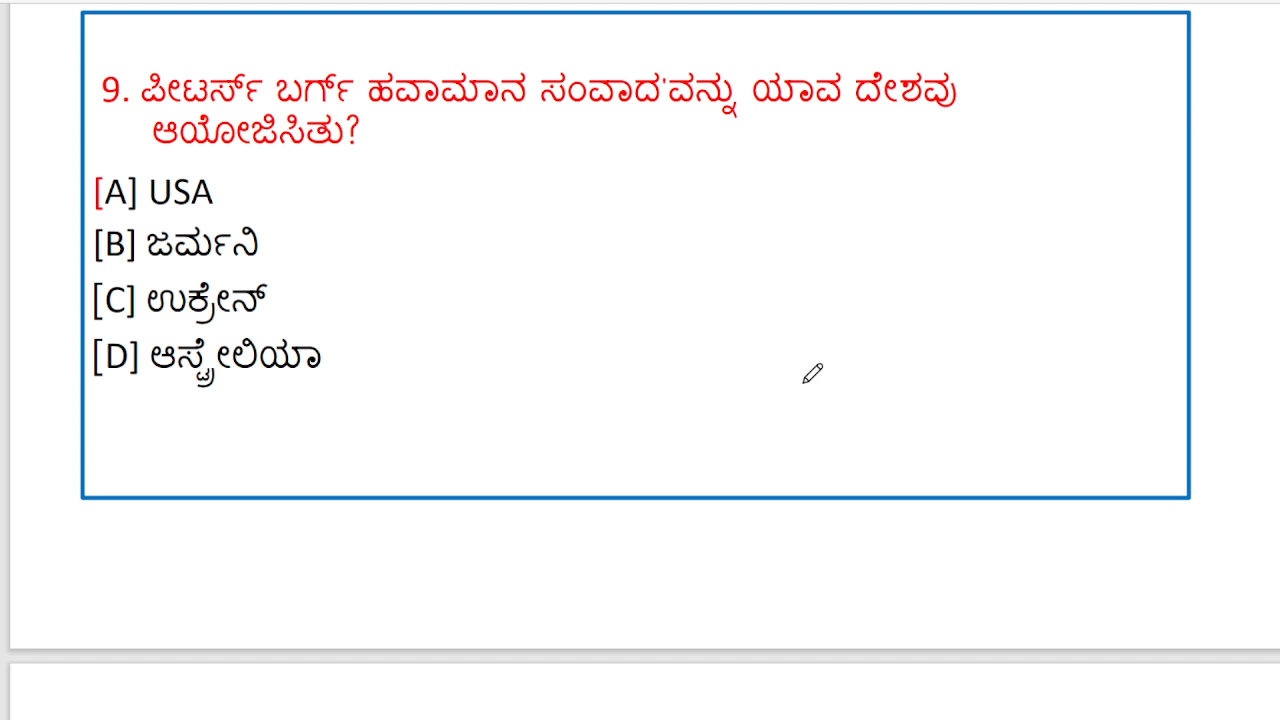 9. ಪೀಟರ್ಸ್ ಬರ್ಗ್ ಹವಾಮಾನ ಸಂವಾದ'ವನ್ನು ಯಾವ ದೇಶವು
ಆಯೋಜಿಸಿತು?
[A] USA
[B] ಜರ್ಮನಿ
[C] ಉಕ್ರೇನ್
[D] ಆಸ್ಟ್ರೇಲಿಯಾ